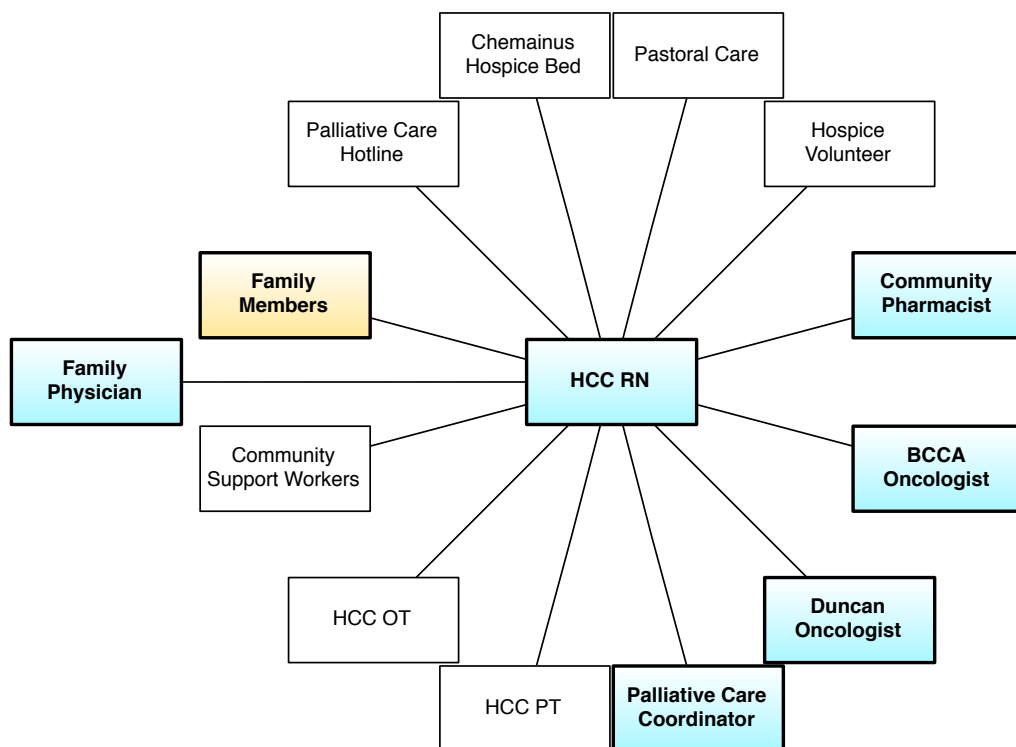 Chemainus
Hospice Bed
Pastoral Care
Palliative Care
Hotline
Hospice
Volunteer
Family
Members
Community
Pharmacist
Family
Physician
HCC RN
Community
Support Workers
BCCA
Oncologist
HCC OT
Duncan
Oncologist
HCC PT
Palliative Care
Coordinator